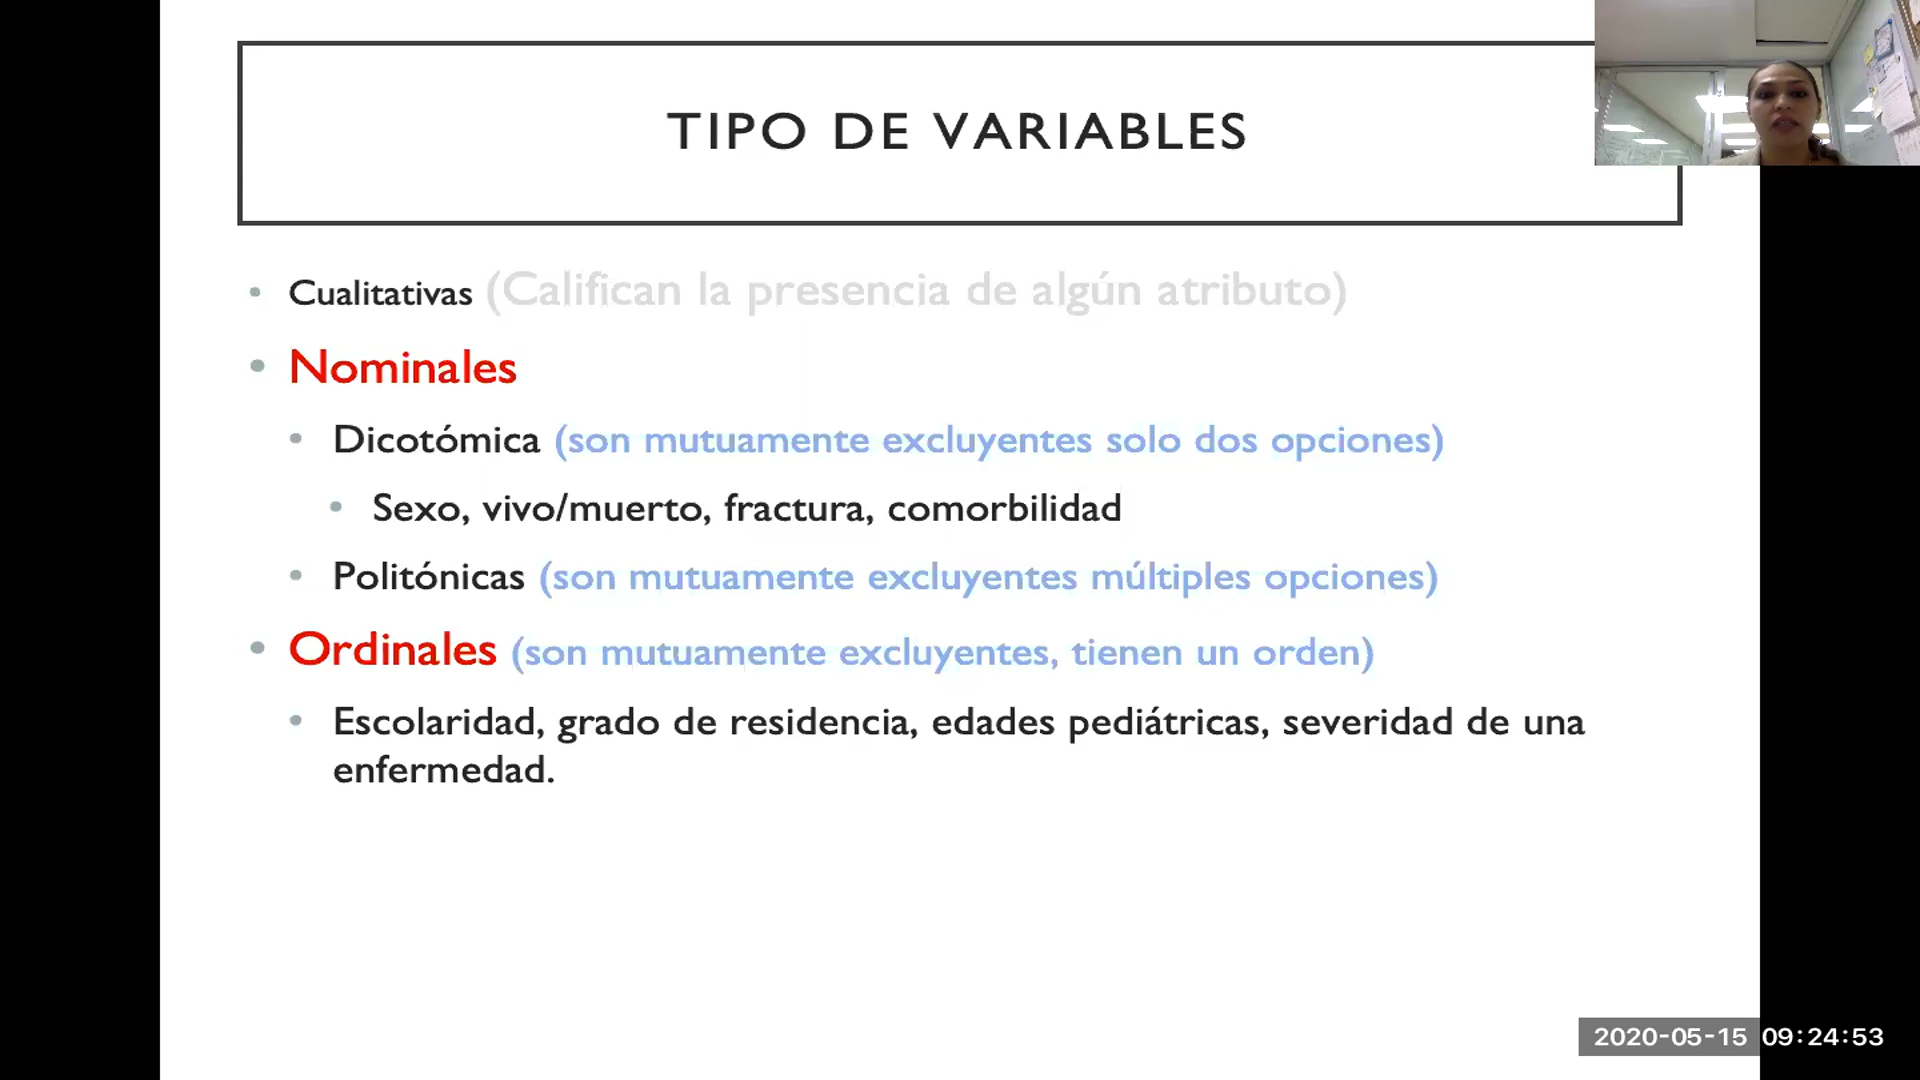 TIPO DE VARIABLES
• Cualitativas (Califican la presencia de algún atributo)
• Nominales
• Dicotómica (son mutuamente excluyentes solo dos opciones)
• Sexo, vivo/muerto, fractura, comorbilidad
• Politónicas (son mutuamente excluyentes múltiples opciones)
• Ordinales (son mutuamente excluyentes, tienen un orden)
• Escolaridad, grado de residencia, edades pediátricas, severidad de una
enfermedad.
2020-05-15 09:24:53